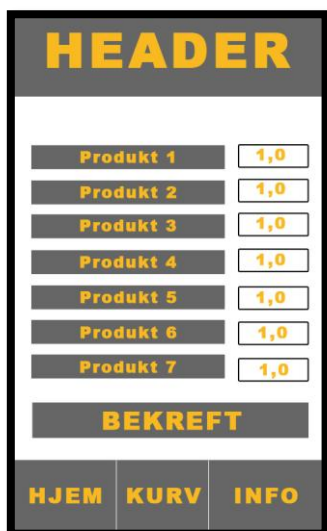 HEADER
Produkt 1 1,0
Produkt 2 1,0
Produkt 3 1,0
Produkt 4 1,0
Produkt 5 1,0
Produkt 6 1,0
Produkt 7 1,0
BEKREFT
HJEM KURV INFO